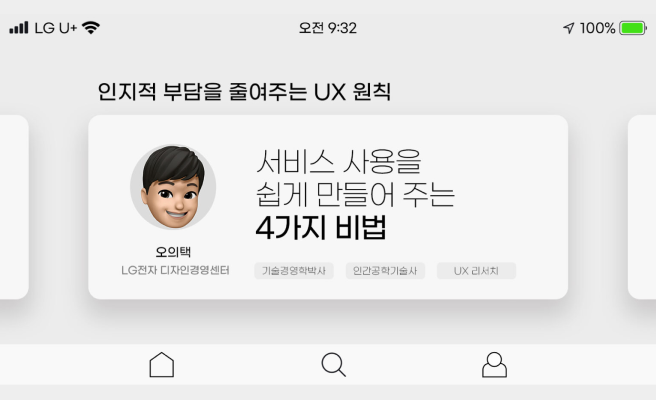 LG U+ 오전 9:32 100%
인지적 부담을 줄여주는 UX 원칙
서비스 사용을
쉽게 만들어 주는
4가지 비법
오의택
LG전자 디자인경영센터
기술경영학박사 인간공학기술사 UX 리서치